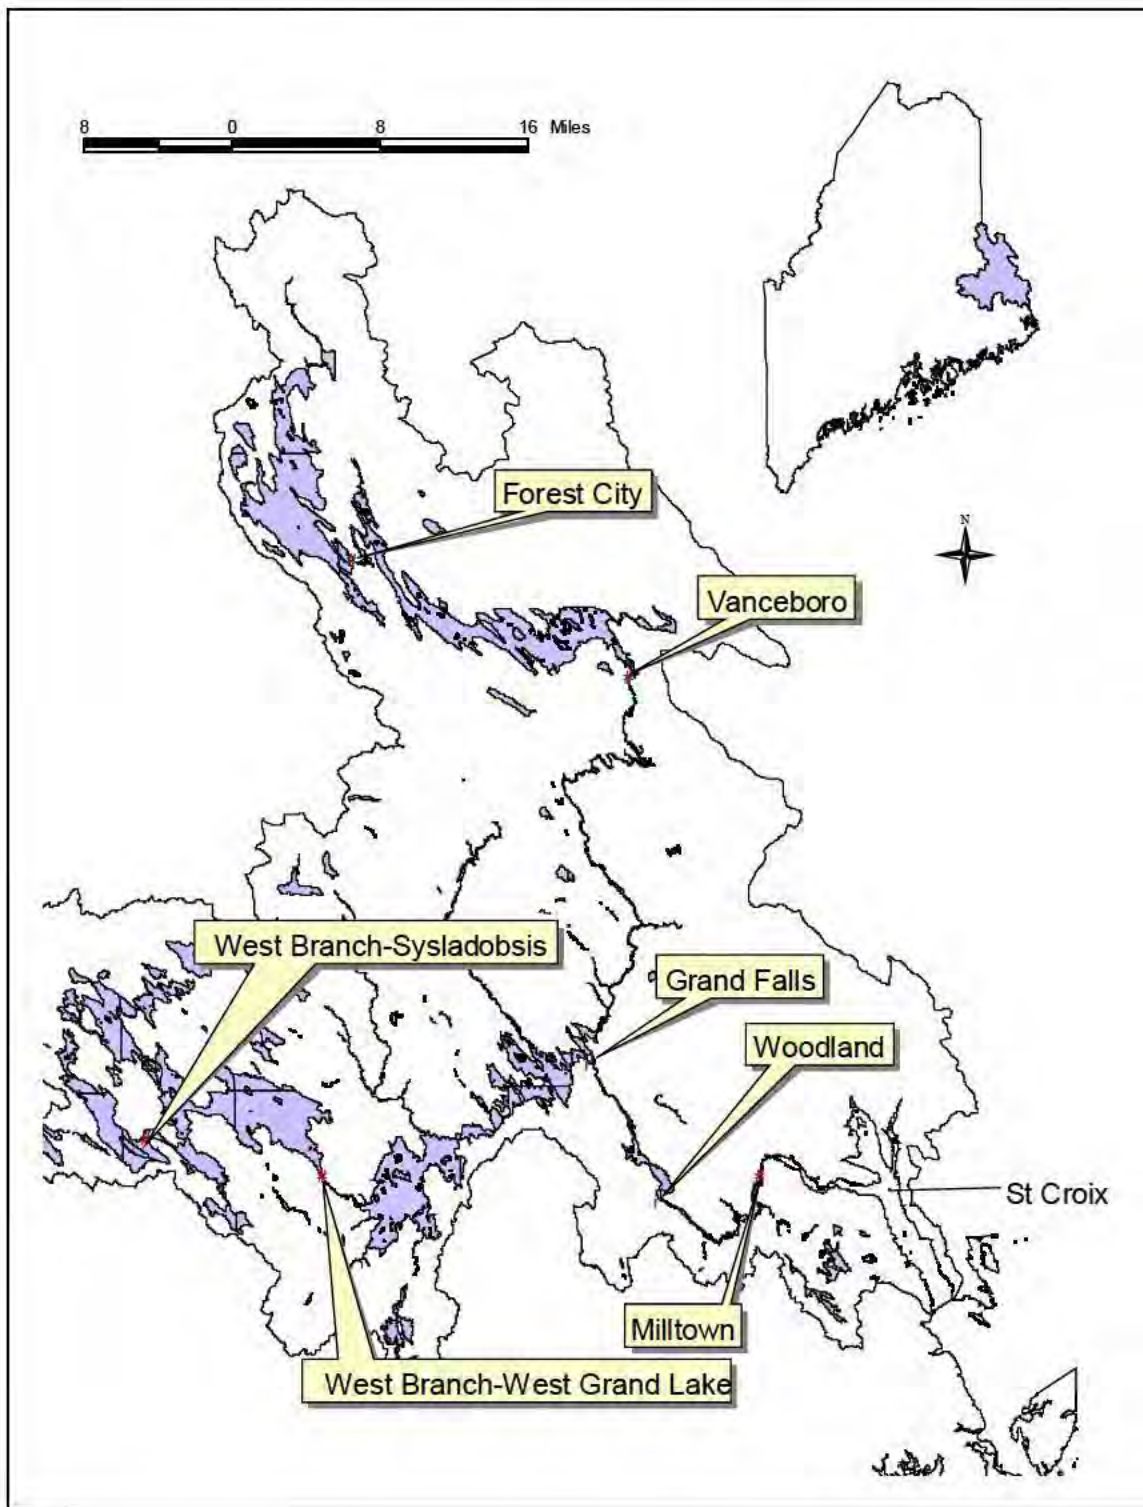 8 0 8 16 Miles
Forest City
N
Vanceboro
West Branch-Sysladobsis
Grand Falls
Woodland
St Croix
Milltown
West Branch-West Grand Lake